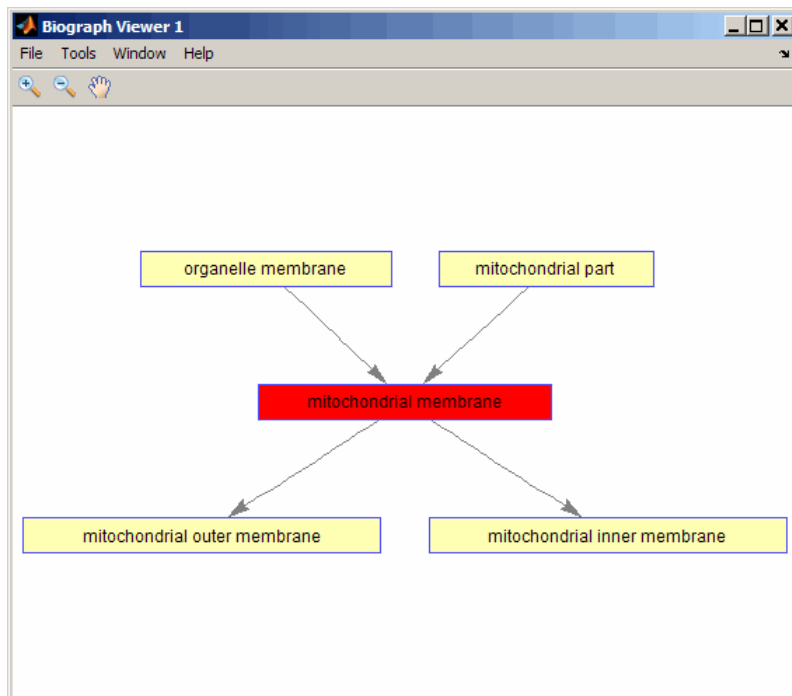 Biograph Viewer 1
File Tools Window Help
organelle membrane
mitochondrial part
mitochondrial membrane
mitochondrial outer membrane
mitochondrial inner membrane